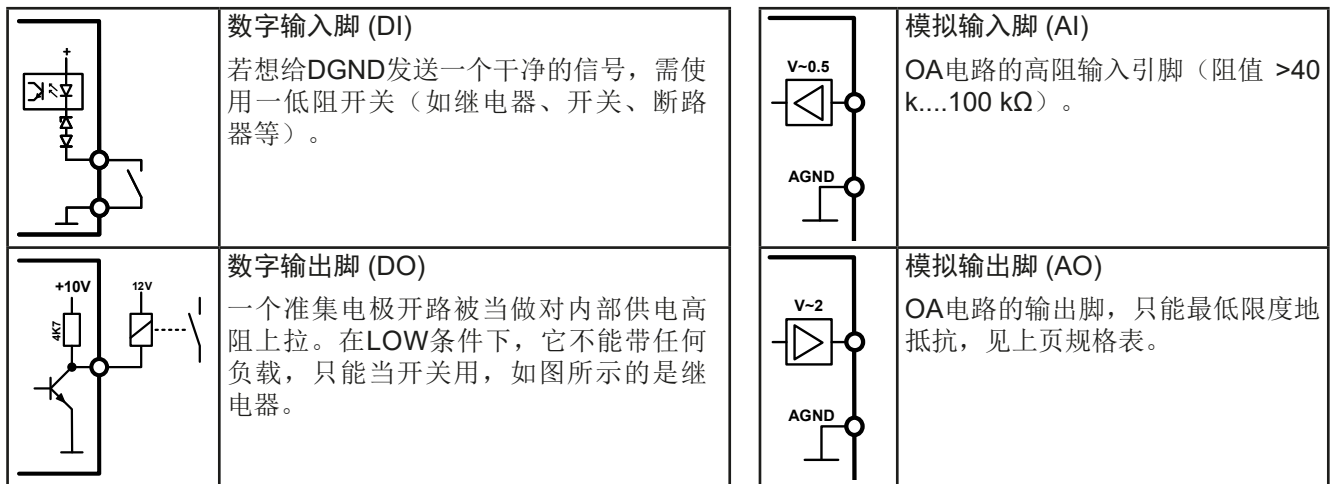 +
数字输入脚 (DI)
若想给DGND发送一个干净的信号，需使
用一低阻开关（如继电器、开关、断路
器等）。
V~0.5
AGND
模拟输入脚 (AI)
OA电路的高阻输入引脚（阻值 >40
k....100 kΩ）。
+10V
12V
4K7
数字输出脚 (DO)
一个准集电极开路被当做对内部供电高
阻上拉。在LOW条件下，它不能带任何
负载，只能当开关用，如图所示的是继
电器。
V~2
AGND
模拟输出脚 (AO)
OA电路的输出脚，只能最低限度地
抵抗，见上页规格表。